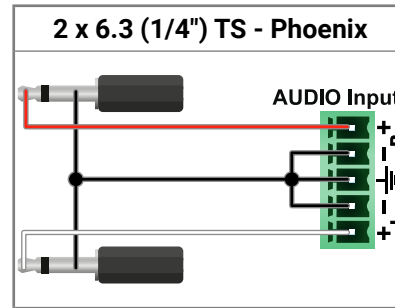 2 x 6.3 (1/4") TS - Phoenix
AUDIO Input
+
-
-
+